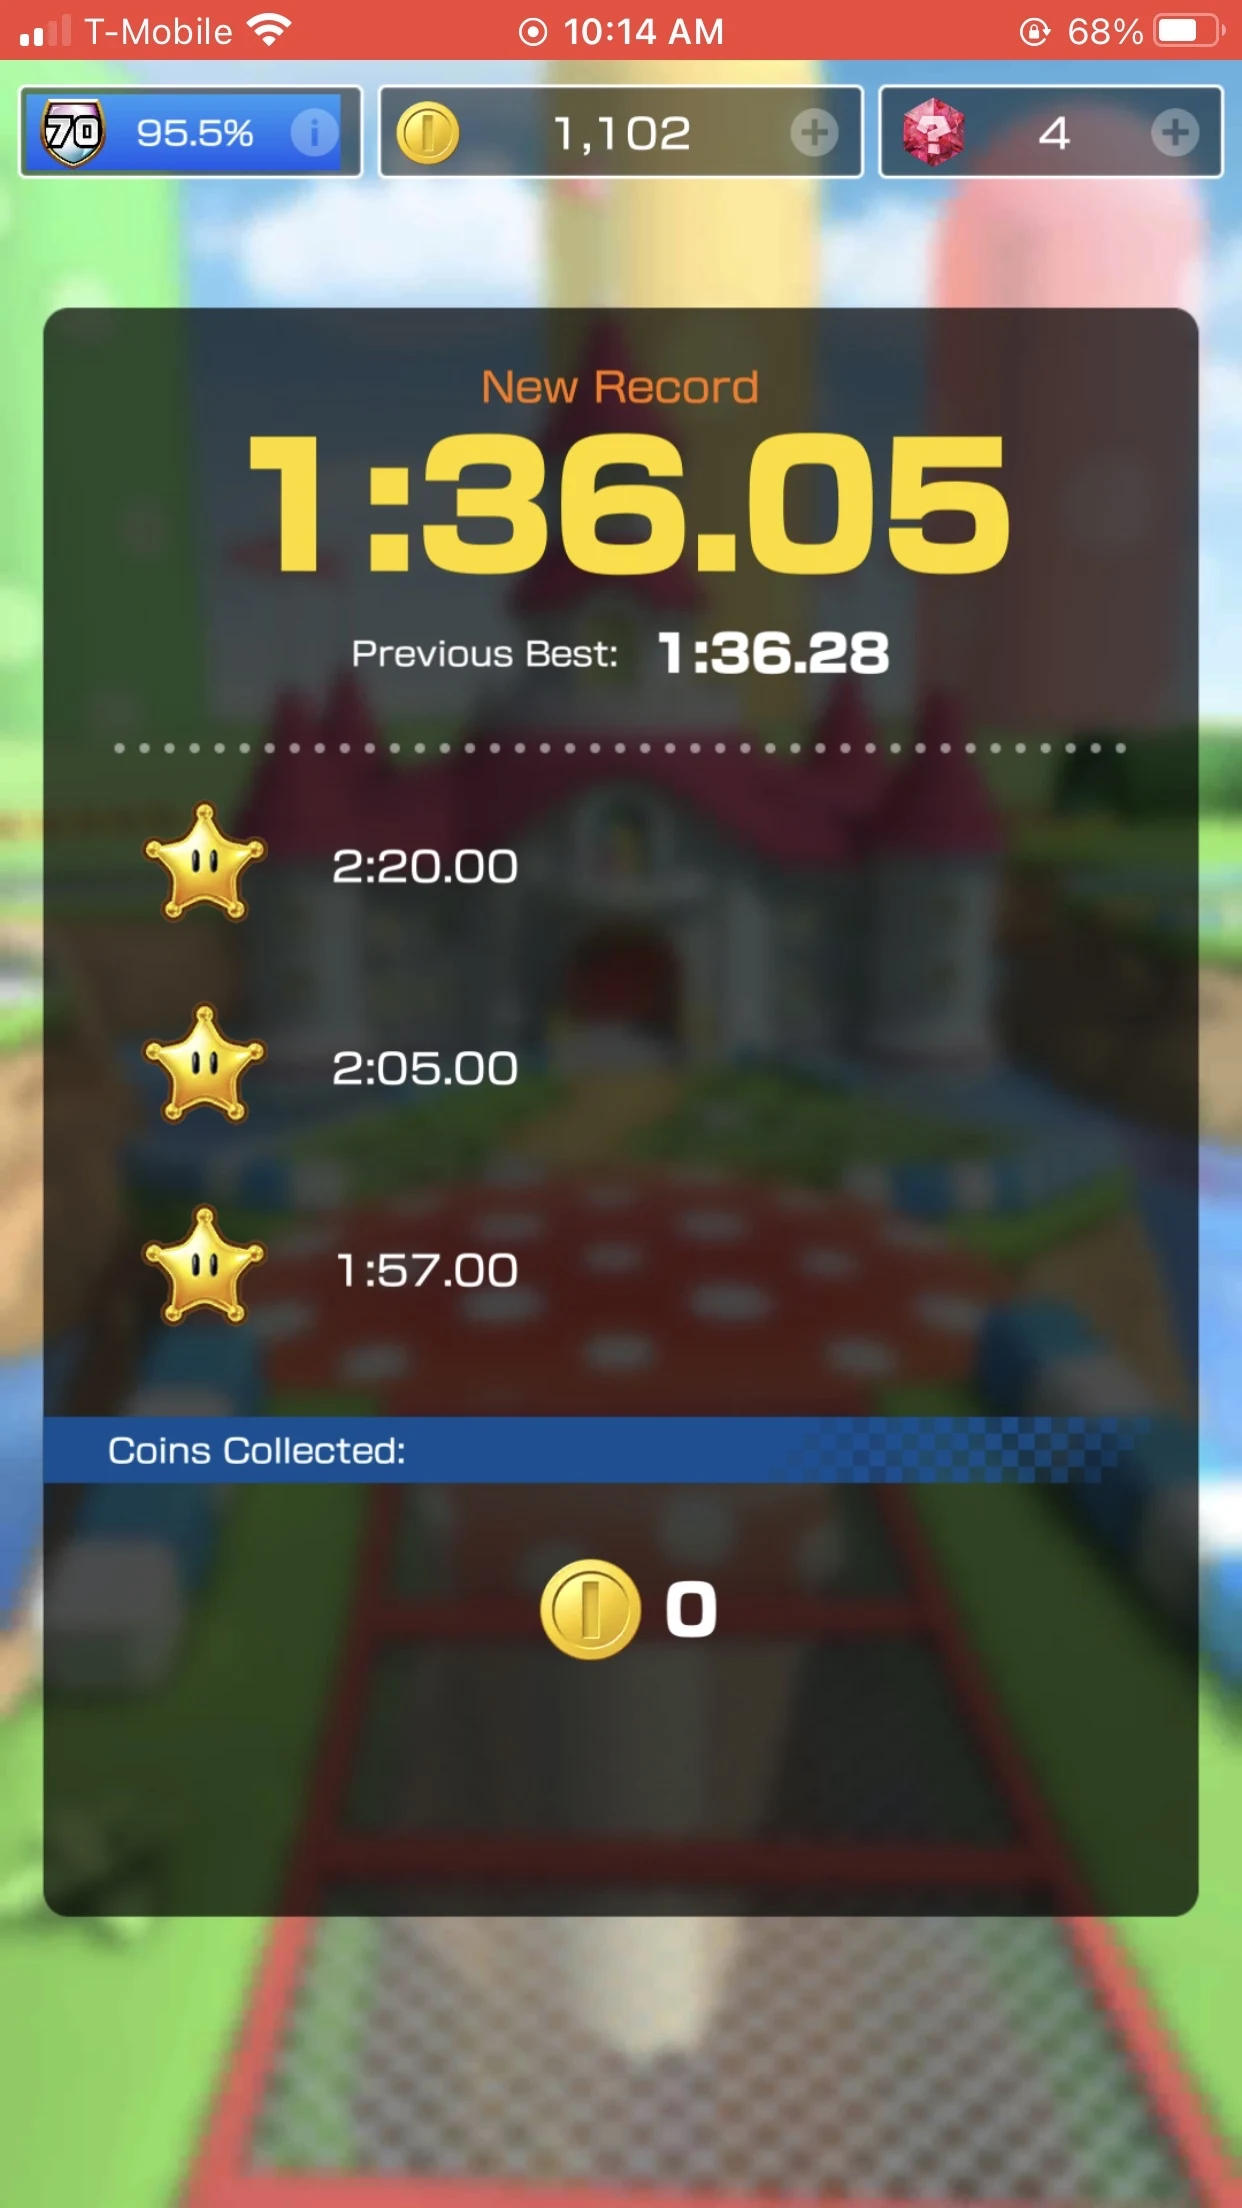 T-Mobile 10:14 AM 68%
70 95.5% i 1,102 + ? 4 +
New Record
1:36.05
Previous Best: 1:36.28
2:20.00
2:05.00
1:57.00
Coins Collected:
0